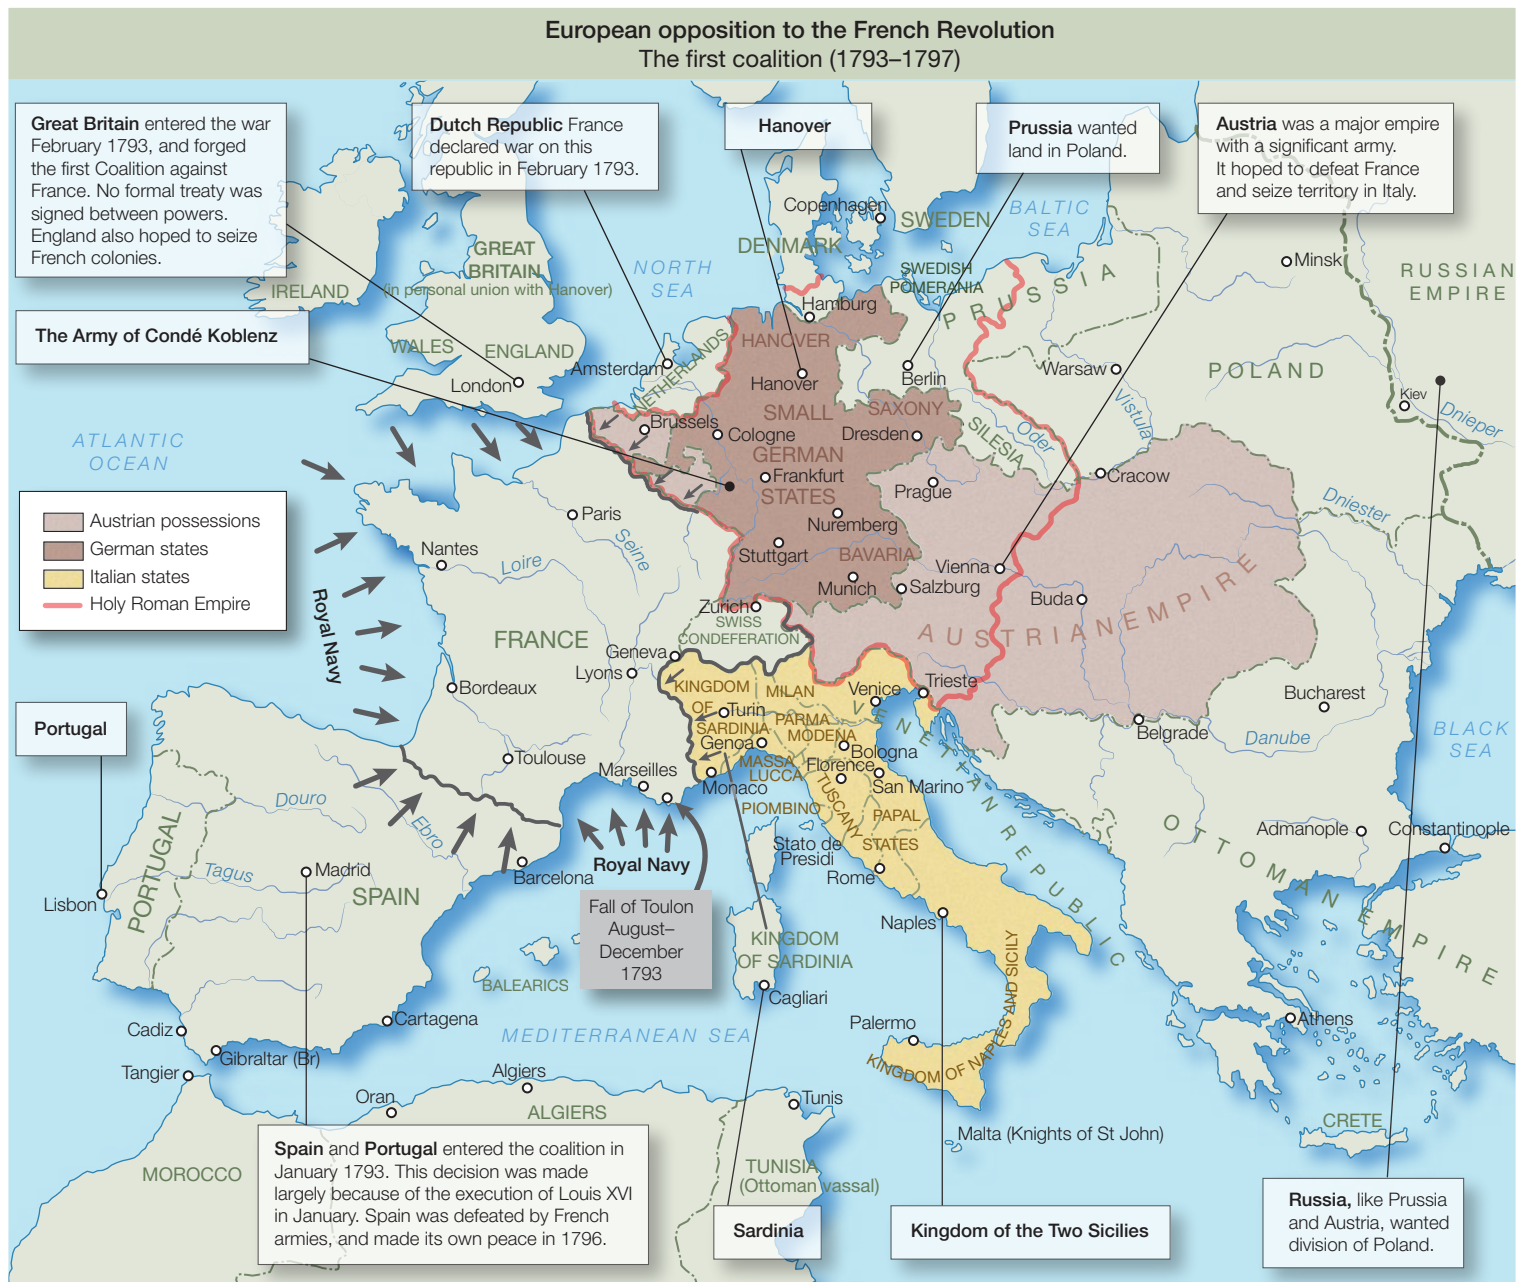 European opposition to the French Revolution
The first coalition (1793–1797)
Great Britain entered the war
February 1793, and forged
the first Coalition against
France. No formal treaty was
signed between powers.
England also hoped to seize
French colonies.
Dutch Republic France
declared war on this
republic in February 1793.
Hanover
Prussia wanted
land in Poland.
Austria was a major empire
with a significant army.
It hoped to defeat France
and seize territory in Italy.
The Army of Condé Koblenz
Copenhagen
SWEDEN
BALTIC
SEA
DENMARK
GREAT
BRITAIN
(in personal union with Hanover)
NORTH
SEA
SWEDISH
POMERANIA
PRUSSIA
Minsk
RUSSIAN
EMPIRE
IRELAND
Hamburg
HANOVER
WALES
ENGLAND
Amsterdam
NETHERLANDS
London
Hanover
Berlin
Warsaw
POLAND
Kiev
Dnieper
Vistula
ATLANTIC
OCEAN
Brussels
Cologne
SMALL
GERMAN
STATES
SAXONY
Dresden
SILESIA
Oder
Frankfurt
Prague
Cracow
Dniester
Austrian possessions
German states
Italian states
Holy Roman Empire
Paris
Seine
Nuremberg
Nantes
Loire
Stuttgart
BAVARIA
Munich
Salzburg
Vienna
Buda
AUSTRIAN EMPIRE
Royal Navy
Zurich
SWISS
CONDEFERATION
FRANCE
Geneva
Lyons
Bordeaux
KINGDOM
OF
SARDINIA
Turin
MILAN
Venice
Trieste
Bucharest
BLACK
SEA
Portugal
PARMA
MODENA
VENETIAN REPUBLIC
Belgrade
Danube
Genoa
Bologna
Toulouse
Marseilles
MASSA
LUCCA
Florence
Monaco
San Marino
Douro
Ebro
PIOMBINO
TUSCANY
PAPAL
STATES
Admanople
Constantinople
OTTOMAN EMPIRE
PORTUGAL
Tagus
Madrid
SPAIN
Barcelona
Royal Navy
Stato de
Presidi
Rome
Lisbon
Fall of Toulon
August–
December
1793
Naples
KINGDOM
OF SARDINIA
BALEARICS
Cagliari
KINGDOM OF NAPLES AND SICILY
Cadiz
Cartagena
Gibraltar (Br)
MEDITERRANEAN SEA
Palermo
Athens
Tangier
Algiers
Oran
ALGIERS
Tunis
CRETE
Malta (Knights of St John)
MOROCCO
TUNISIA
(Ottoman vassal)
Spain and Portugal entered the coalition in
January 1793. This decision was made
largely because of the execution of Louis XVI
in January. Spain was defeated by French
armies, and made its own peace in 1796.
Sardinia
Kingdom of the Two Sicilies
Russia, like Prussia
and Austria, wanted
division of Poland.